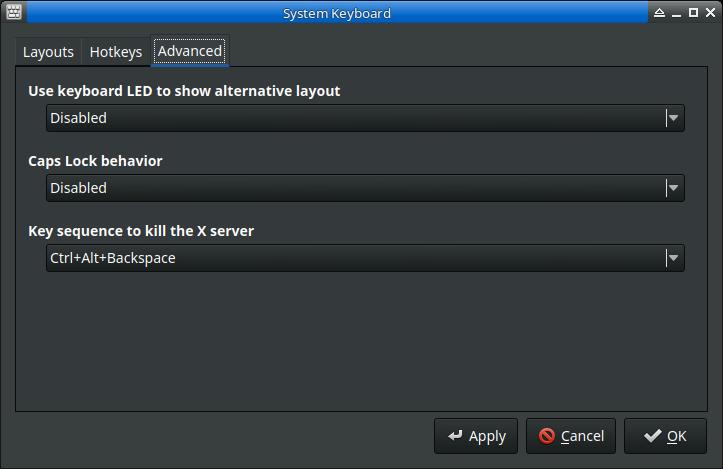 System Keyboard
Layouts Hotkeys Advanced
Use keyboard LED to show alternative layout
Disabled
Caps Lock behavior
Disabled
Key sequence to kill the X server
Ctrl+Alt+Backspace
Apply Cancel OK